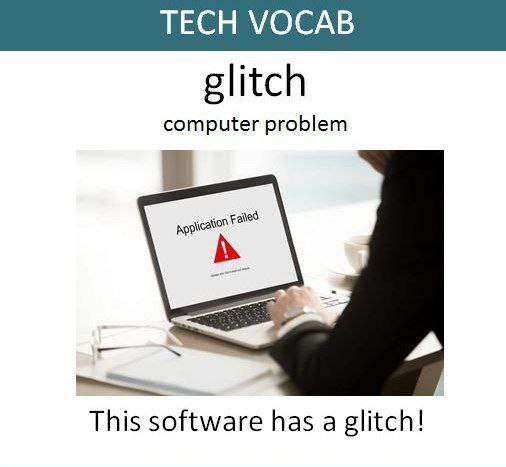 TECH VOCAB
glitch
computer problem
Application Failed
This software has a glitch!